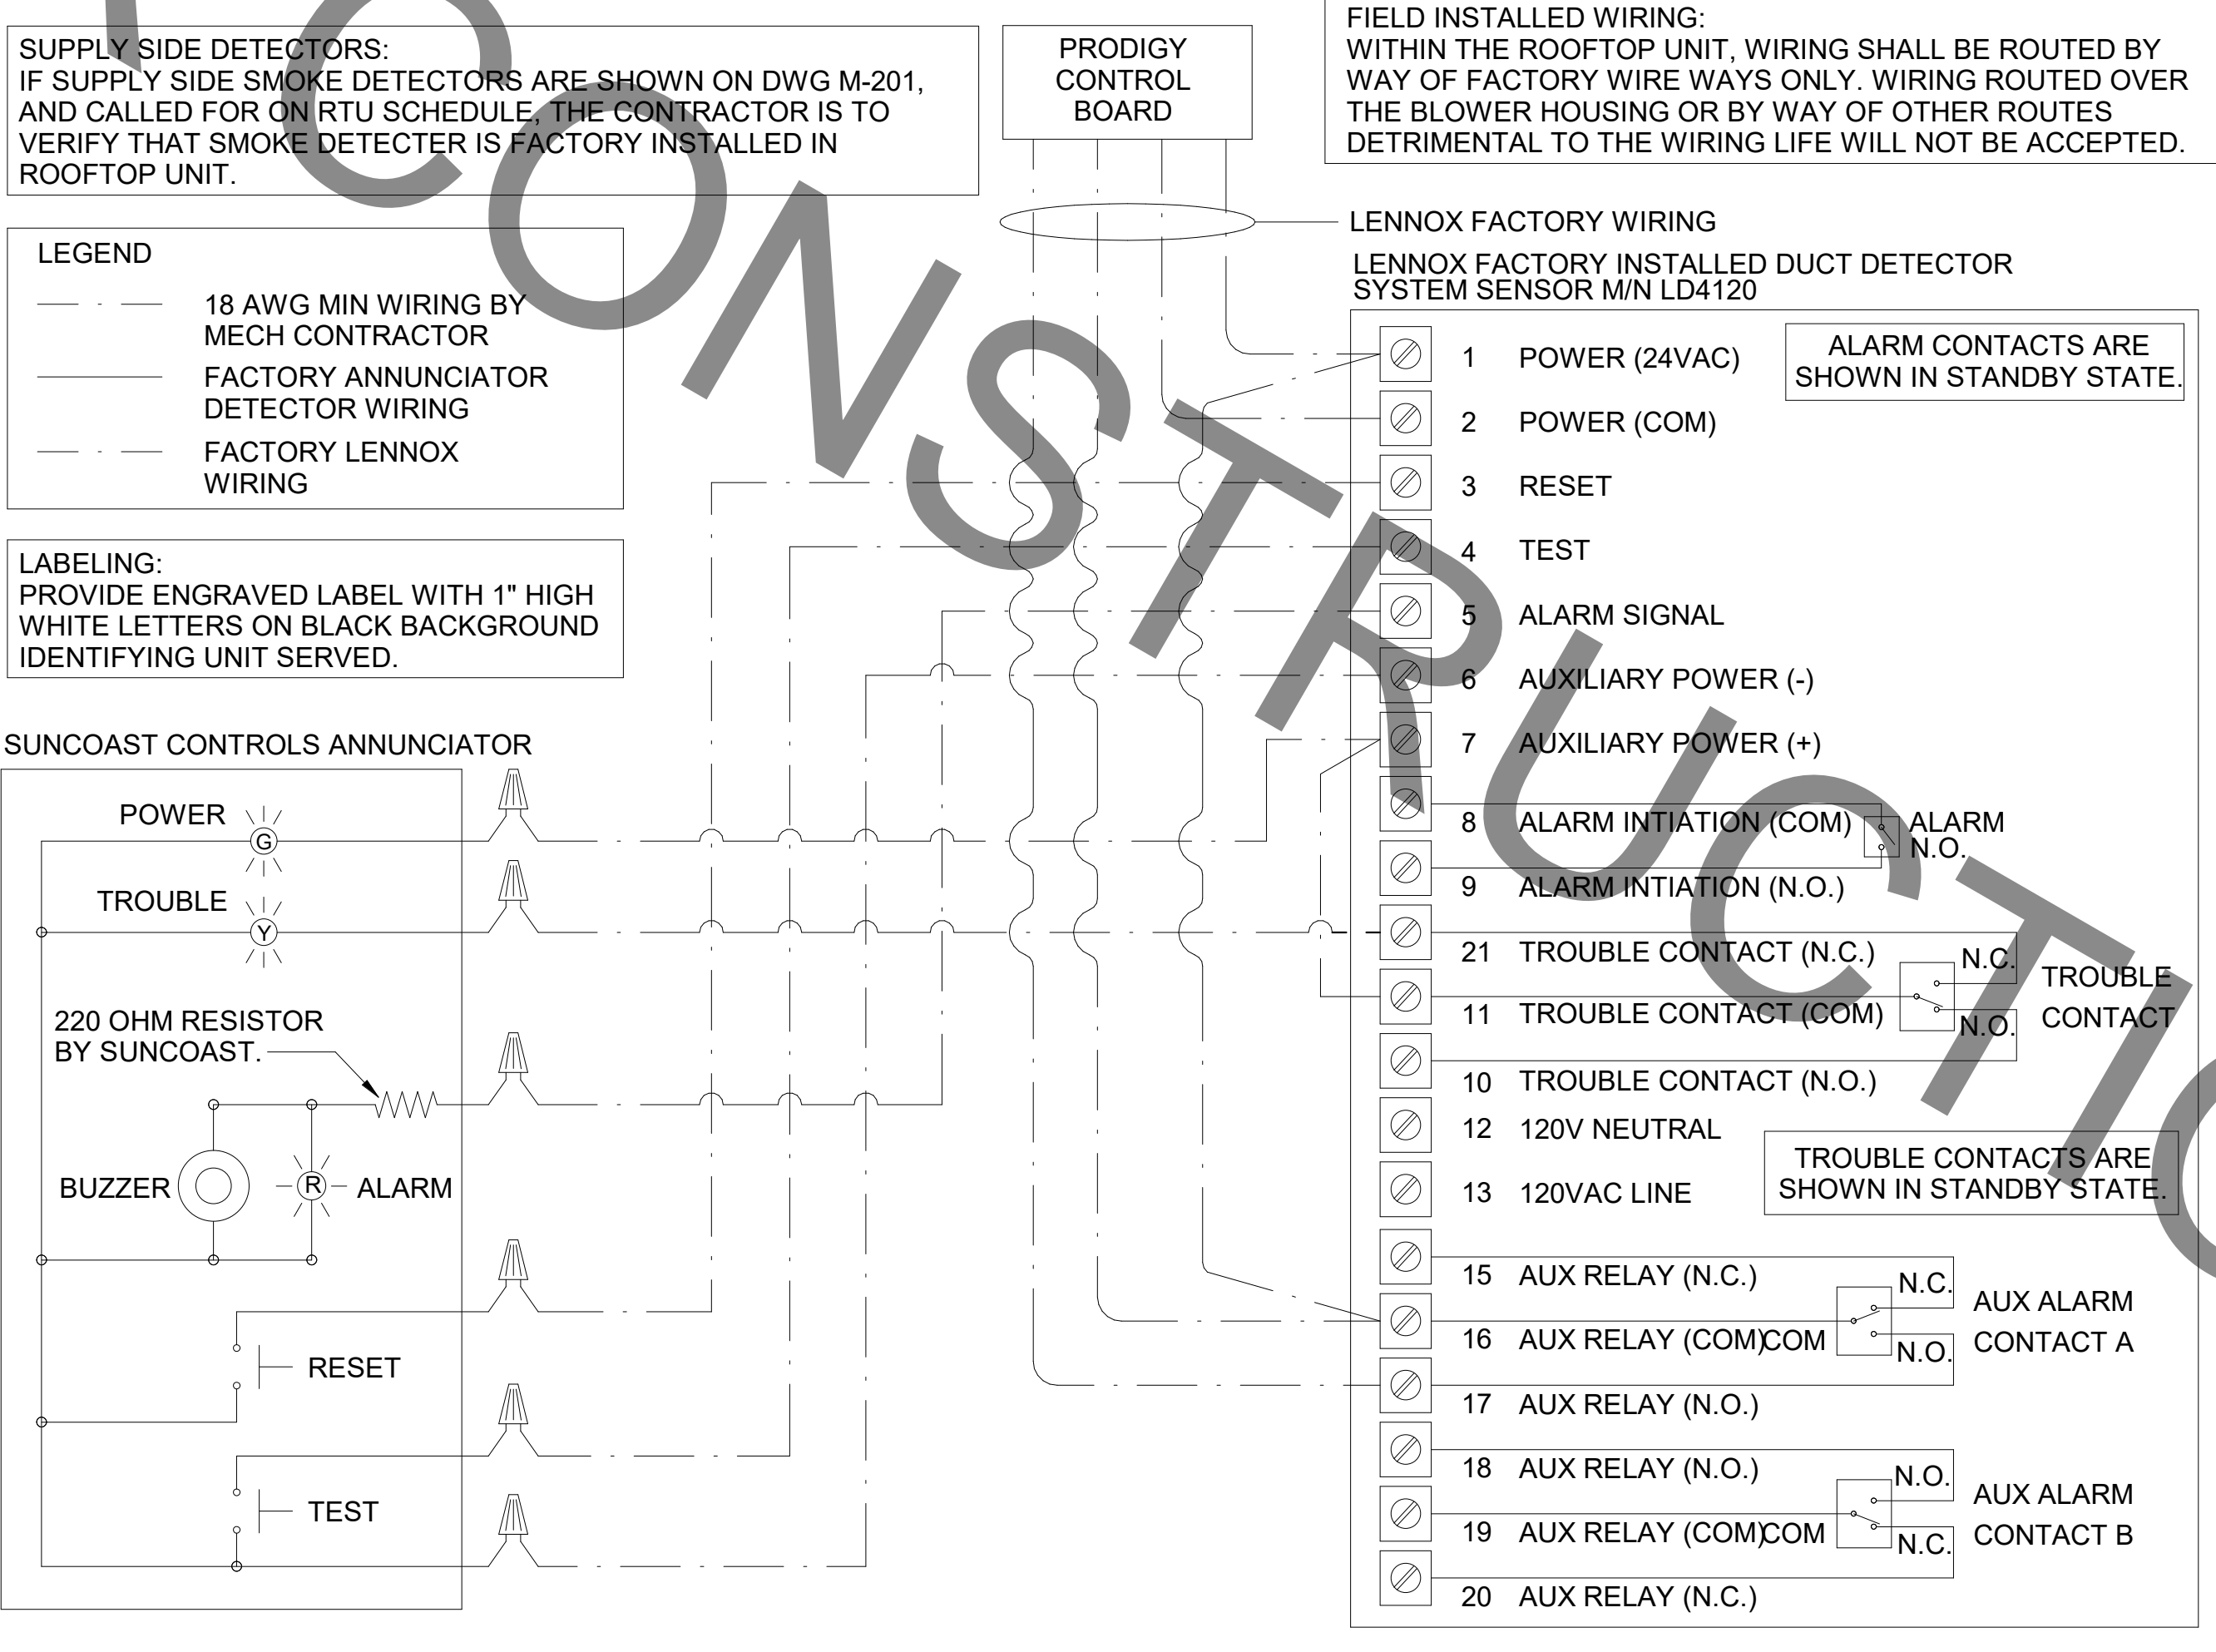 SUPPLY SIDE DETECTORS:
IF SUPPLY SIDE SMOKE DETECTORS ARE SHOWN ON DWG M-201,
AND CALLED FOR ON RTU SCHEDULE, THE CONTRACTOR IS TO
VERIFY THAT SMOKE DETECTER IS FACTORY INSTALLED IN
ROOFTOP UNIT.
PRODIGY
CONTROL
BOARD
FIELD INSTALLED WIRING:
WITHIN THE ROOFTOP UNIT, WIRING SHALL BE ROUTED BY
WAY OF FACTORY WIRE WAYS ONLY. WIRING ROUTED OVER
THE BLOWER HOUSING OR BY WAY OF OTHER ROUTES
DETRIMENTAL TO THE WIRING LIFE WILL NOT BE ACCEPTED.
LENNOX FACTORY WIRING
LEGEND
18 AWG MIN WIRING BY
MECH CONTRACTOR
FACTORY ANNUNCIATOR
DETECTOR WIRING
FACTORY LENNOX
WIRING
LABELING:
PROVIDE ENGRAVED LABEL WITH 1" HIGH
WHITE LETTERS ON BLACK BACKGROUND
IDENTIFYING UNIT SERVED.
SUNCOAST CONTROLS ANNUNCIATOR
POWER
G
TROUBLE
Y
220 OHM RESISTOR
BY SUNCOAST.
BUZZER
R
ALARM
RESET
TEST
LENNOX FACTORY INSTALLED DUCT DETECTOR
SYSTEM SENSOR M/N LD4120
1 POWER (24VAC)
ALARM CONTACTS ARE
SHOWN IN STANDBY STATE.
2 POWER (COM)
3 RESET
4 TEST
5 ALARM SIGNAL
6 AUXILIARY POWER (-)
7 AUXILIARY POWER (+)
8 ALARM INTIATION (COM)
ALARM
N.O.
9 ALARM INTIATION (N.O.)
21 TROUBLE CONTACT (N.C.)
N.C.
TROUBLE
CONTACT
11 TROUBLE CONTACT (COM)
N.O.
10 TROUBLE CONTACT (N.O.)
12 120V NEUTRAL
13 120VAC LINE
TROUBLE CONTACTS ARE
SHOWN IN STANDBY STATE.
15 AUX RELAY (N.C.)
N.C.
AUX ALARM
CONTACT A
16 AUX RELAY (COM)COM
N.O.
17 AUX RELAY (N.O.)
18 AUX RELAY (N.O.)
N.O.
AUX ALARM
CONTACT B
19 AUX RELAY (COM)COM
N.C.
20 AUX RELAY (N.C.)
CONSTRUCTIO